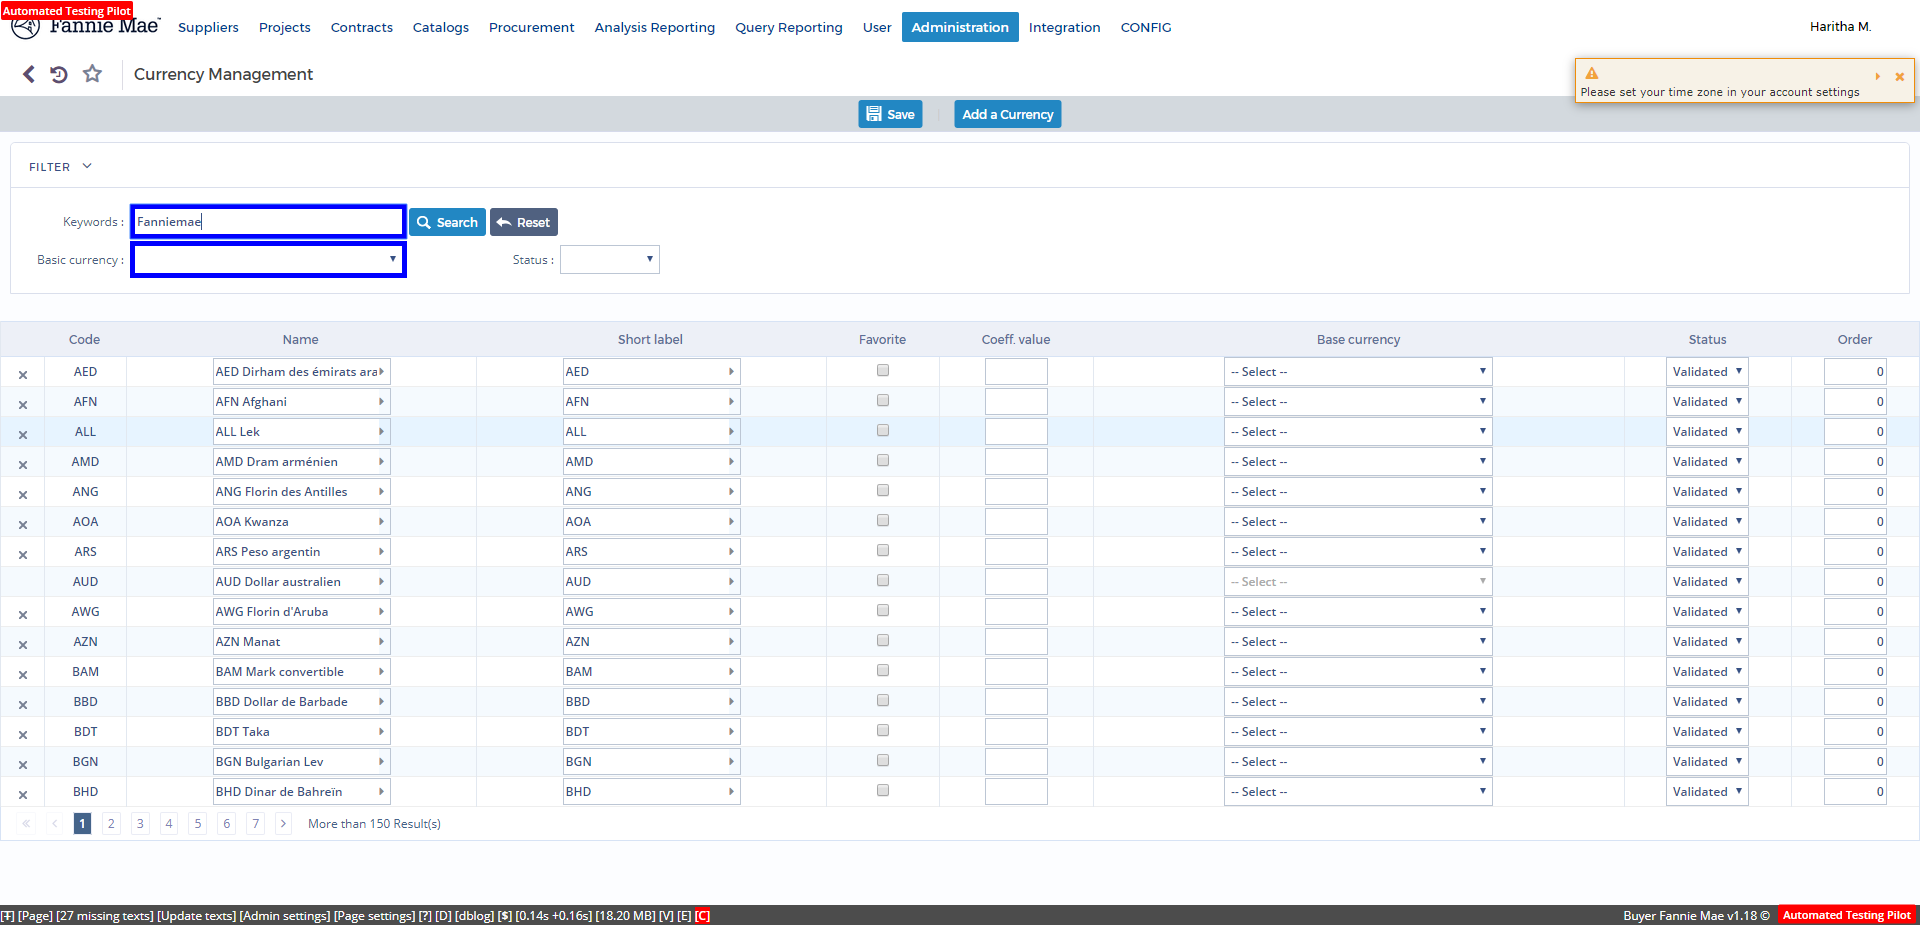 Automated Testing Pilot
Fannie Mae
Suppliers Projects Contracts Catalogs Procurement Analysis Reporting Query Reporting User Administration Integration CONFIG
Haritha M.
Currency Management
Please set your time zone in your account settings
Save Add a Currency
FILTER
Keywords : Fanniemae Search Reset
Basic currency : Status :
Code Name Short label Favorite Coeff. value Base currency Status Order
AED AED Dirham des émirats ara AED -- Select -- Validated 0
AFN AFN Afghani AFN -- Select -- Validated 0
ALL ALL Lek ALL -- Select -- Validated 0
AMD AMD Dram arménien AMD -- Select -- Validated 0
ANG ANG Florin des Antilles ANG -- Select -- Validated 0
AOA AOA Kwanza AOA -- Select -- Validated 0
ARS ARS Peso argentin ARS -- Select -- Validated 0
AUD AUD Dollar australien AUD -- Select -- Validated 0
AWG AWG Florin d'Aruba AWG -- Select -- Validated 0
AZN AZN Manat AZN -- Select -- Validated 0
BAM BAM Mark convertible BAM -- Select -- Validated 0
BBD BBD Dollar de Barbade BBD -- Select -- Validated 0
BDT BDT Taka BDT -- Select -- Validated 0
BGN BGN Bulgarian Lev BGN -- Select -- Validated 0
BHD BHD Dinar de Bahreïn BHD -- Select -- Validated 0
« < 1 2 3 4 5 6 7 > More than 150 Result(s)
[T] [Page] [27 missing texts] [Update texts] [Admin settings] [Page settings] [?] [D] [dblog] [$] [0.14s +0.16s] [18.20 MB] [V] [E] [C]
Buyer Fannie Mae v1.18 © Automated Testing Pilot